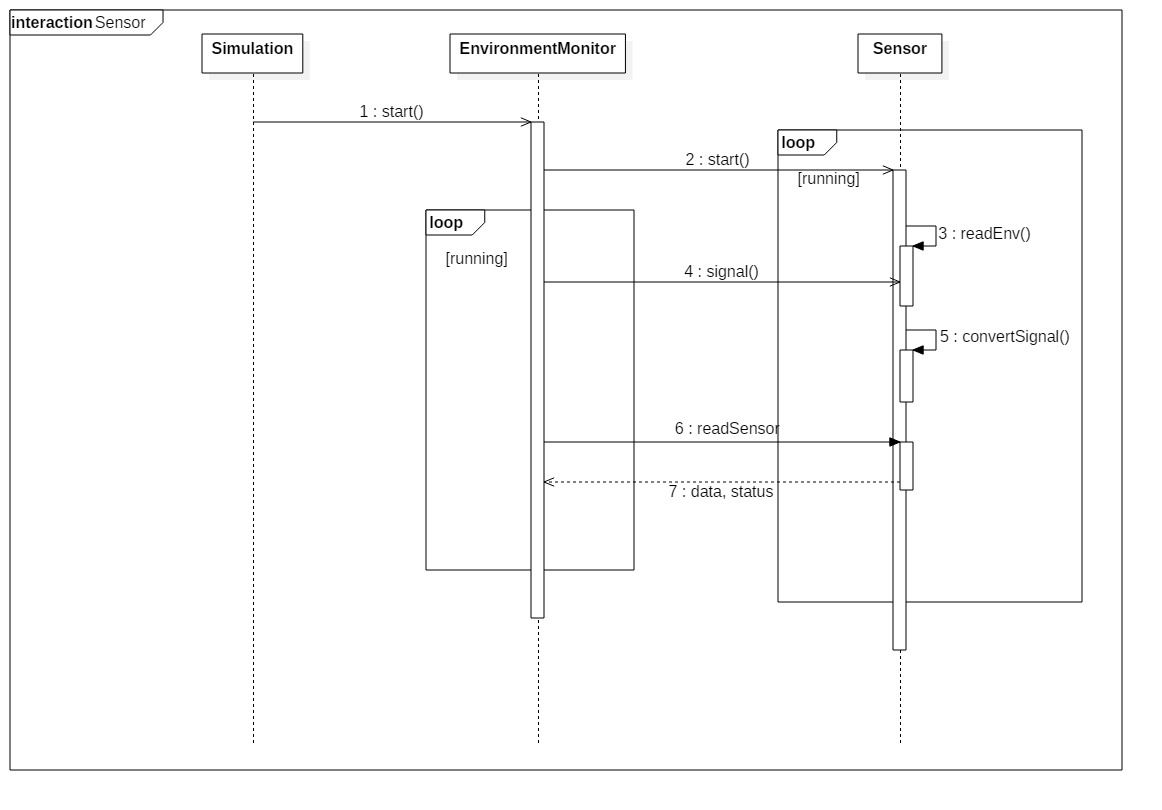 interaction Sensor
Simulation
EnvironmentMonitor
Sensor
1 : start()
loop
2 : start()
[running]
loop
3 : readEnv()
[running]
4 : signal()
5 : convertSignal()
6 : readSensor
7 : data, status